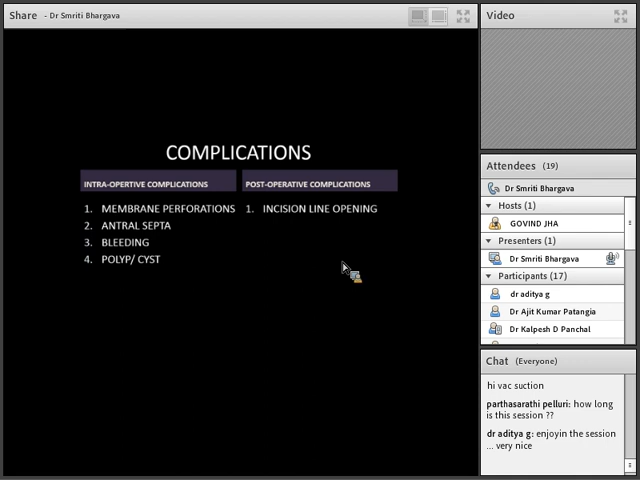 Share - Dr Smriti Bhargava
COMPLICATIONS
INTRA-OPERTIVE COMPLICATIONS
1. MEMBRANE PERFORATIONS
2. ANTRAL SEPTA
3. BLEEDING
4. POLYP/ CYST
POST-OPERATIVE COMPLICATIONS
1. INCISION LINE OPENING
Video
Attendees (19)
Dr Smriti Bhargava
Hosts (1)
GOVIND JHA
Presenters (1)
Dr Smriti Bhargava
Participants (17)
dr aditya g
Dr Ajit Kumar Patangia
Dr Kalpesh D Panchal
Chat (Everyone)
hi vac suction
parthasarathi pelluri: how long
is this session ??
dr aditya g: enjoyin the session
... very nice